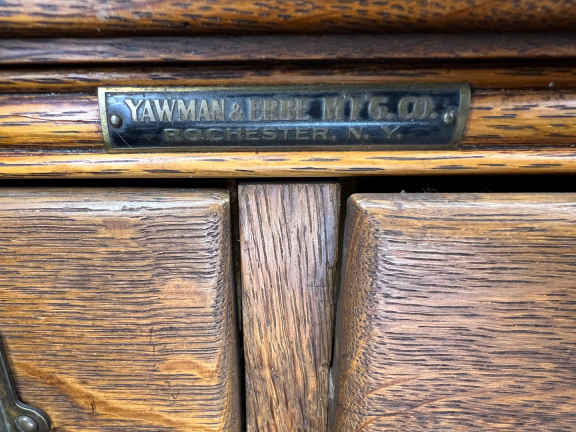 YAWMAN & ERBE MFG. CO.
ROCHESTER, N.Y.